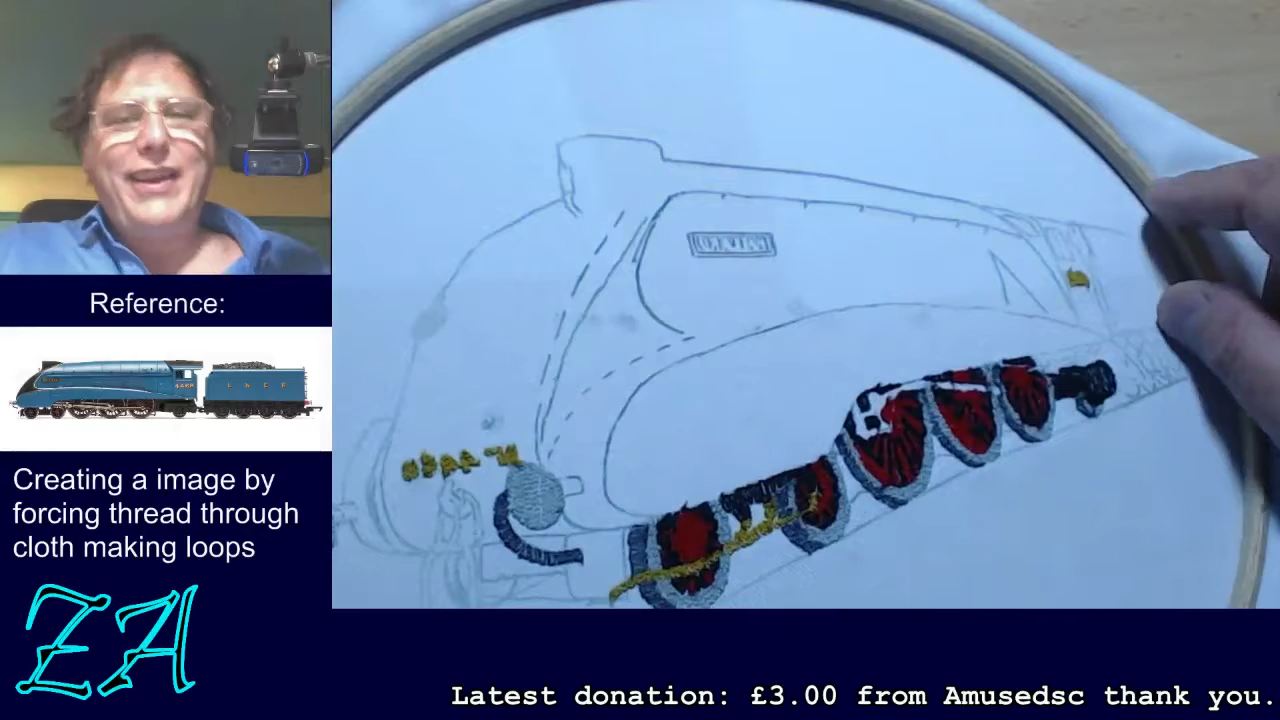 Reference:
Creating a image by
forcing thread through
cloth making loops
ZA
Latest donation: £3.00 from Amusedsc thank you.